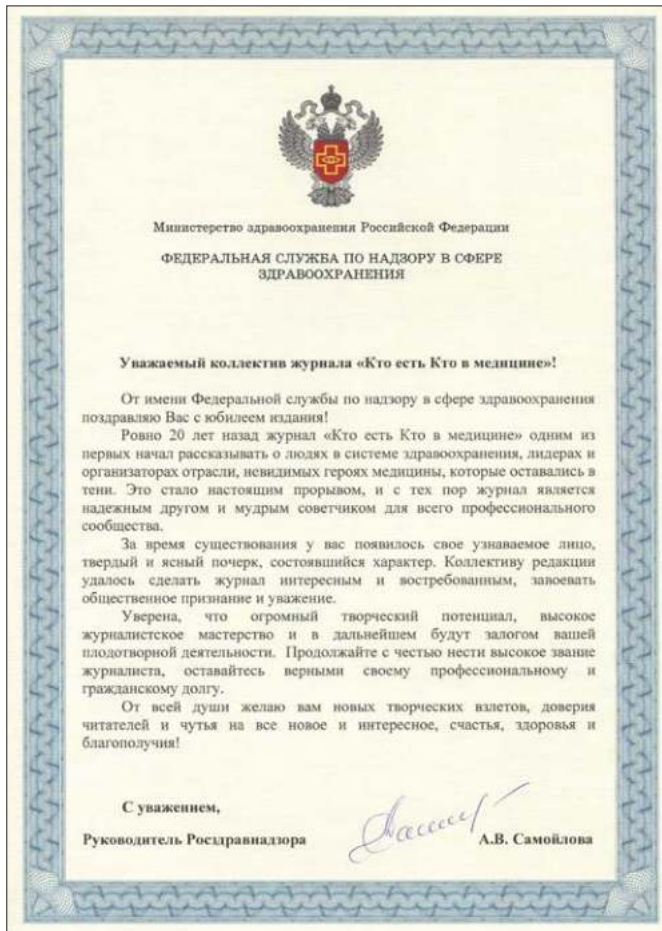 Министерство здравоохранения Российской Федерации
ФЕДЕРАЛЬНАЯ СЛУЖБА ПО НАДЗОРУ В СФЕРЕ
ЗДРАВООХРАНЕНИЯ
Уважаемый коллектив журнала «Кто есть Кто в медицине»!
От имени Федеральной службы по надзору в сфере здравоохранения
поздравляю Вас с юбилеем издания!
Ровно 20 лет назад журнал «Кто есть Кто в медицине» одним из
первых начал рассказывать о людях в системе здравоохранения, лидерах и
организаторах отрасли, невидимых героях медицины, которые оставались в
тени. Это стало настоящим прорывом, и с тех пор журнал является
надежным другом и мудрым советчиком для всего профессионального
сообщества.
За время существования у вас появилось свое узнаваемое лицо,
твердый и ясный почерк, состоявшийся характер. Коллективу редакции
удалось сделать журнал интересным и востребованным, завоевать
общественное признание и уважение.
Уверена, что огромный творческий потенциал, высокое
журналистское мастерство и в дальнейшем будут залогом вашей
плодотворной деятельности. Продолжайте с честью нести высокое звание
журналиста, оставайтесь верными своему профессиональному и
гражданскому долгу.
От всей души желаю вам новых творческих взлетов, доверия
читателей и чутья на все новое и интересное, счастья, здоровья и
благополучия!
С уважением,
Руководитель Росздравнадзора А.В. Самойлова